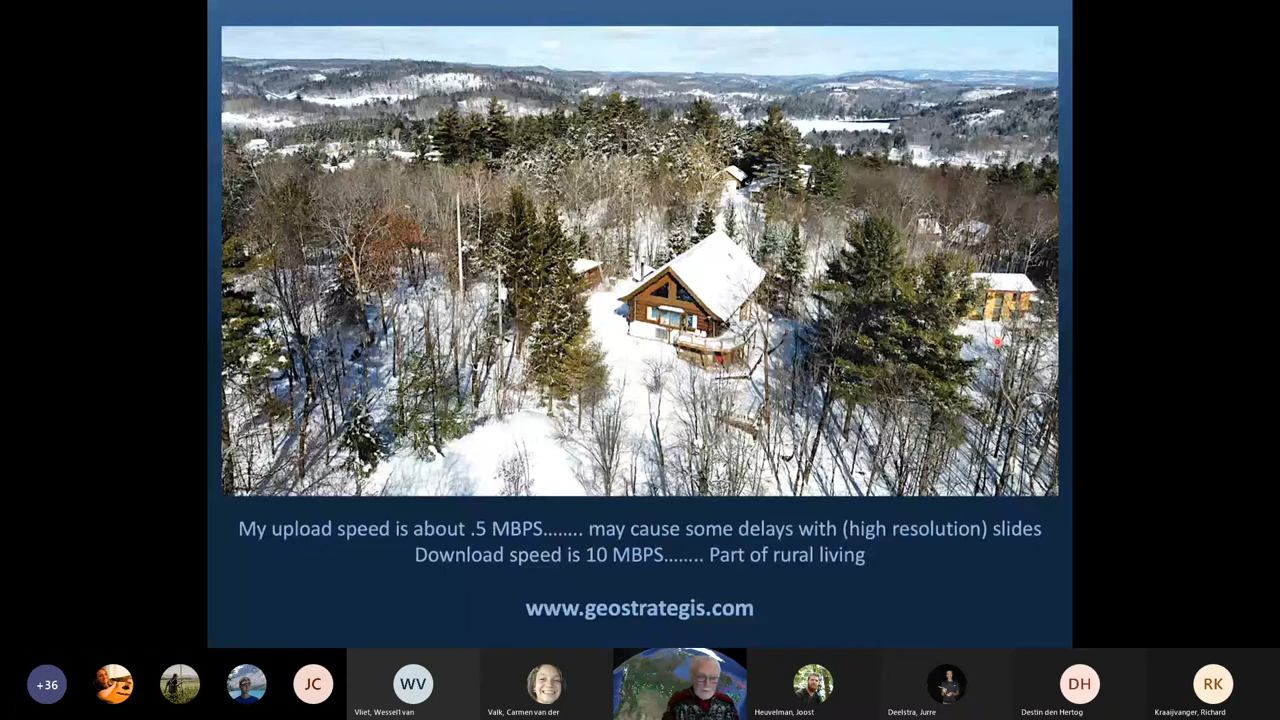 My upload speed is about .5 MBPS........ may cause some delays with (high resolution) slides
Download speed is 10 MBPS........ Part of rural living
www.geostrategis.com
+36
JC
WV
DH
RK
Vliet, Wessel1 van
Valk, Carmen van der
Heuvelman, Joost
Deelstra, Jurre
Destin den Hertog
Kraaijvanger, Richard